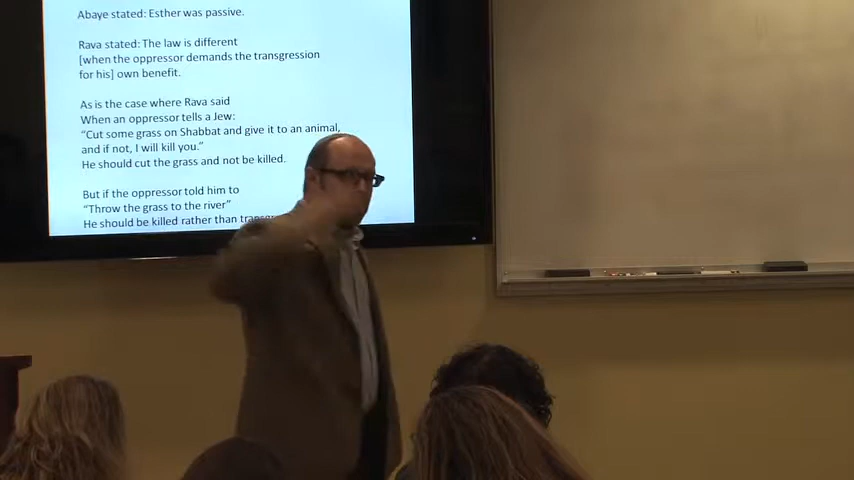 Abaye stated: Esther was passive.
Rava stated: The law is different
[when the oppressor demands the transgression
for his] own benefit.
As is the case where Rava said
When an oppressor tells a Jew:
"Cut some grass on Shabbat and give it to an animal,
and if not, I will kill you."
He should cut the grass and not be killed.
But if the oppressor told him to
"Throw the grass to the river"
He should be killed rather than